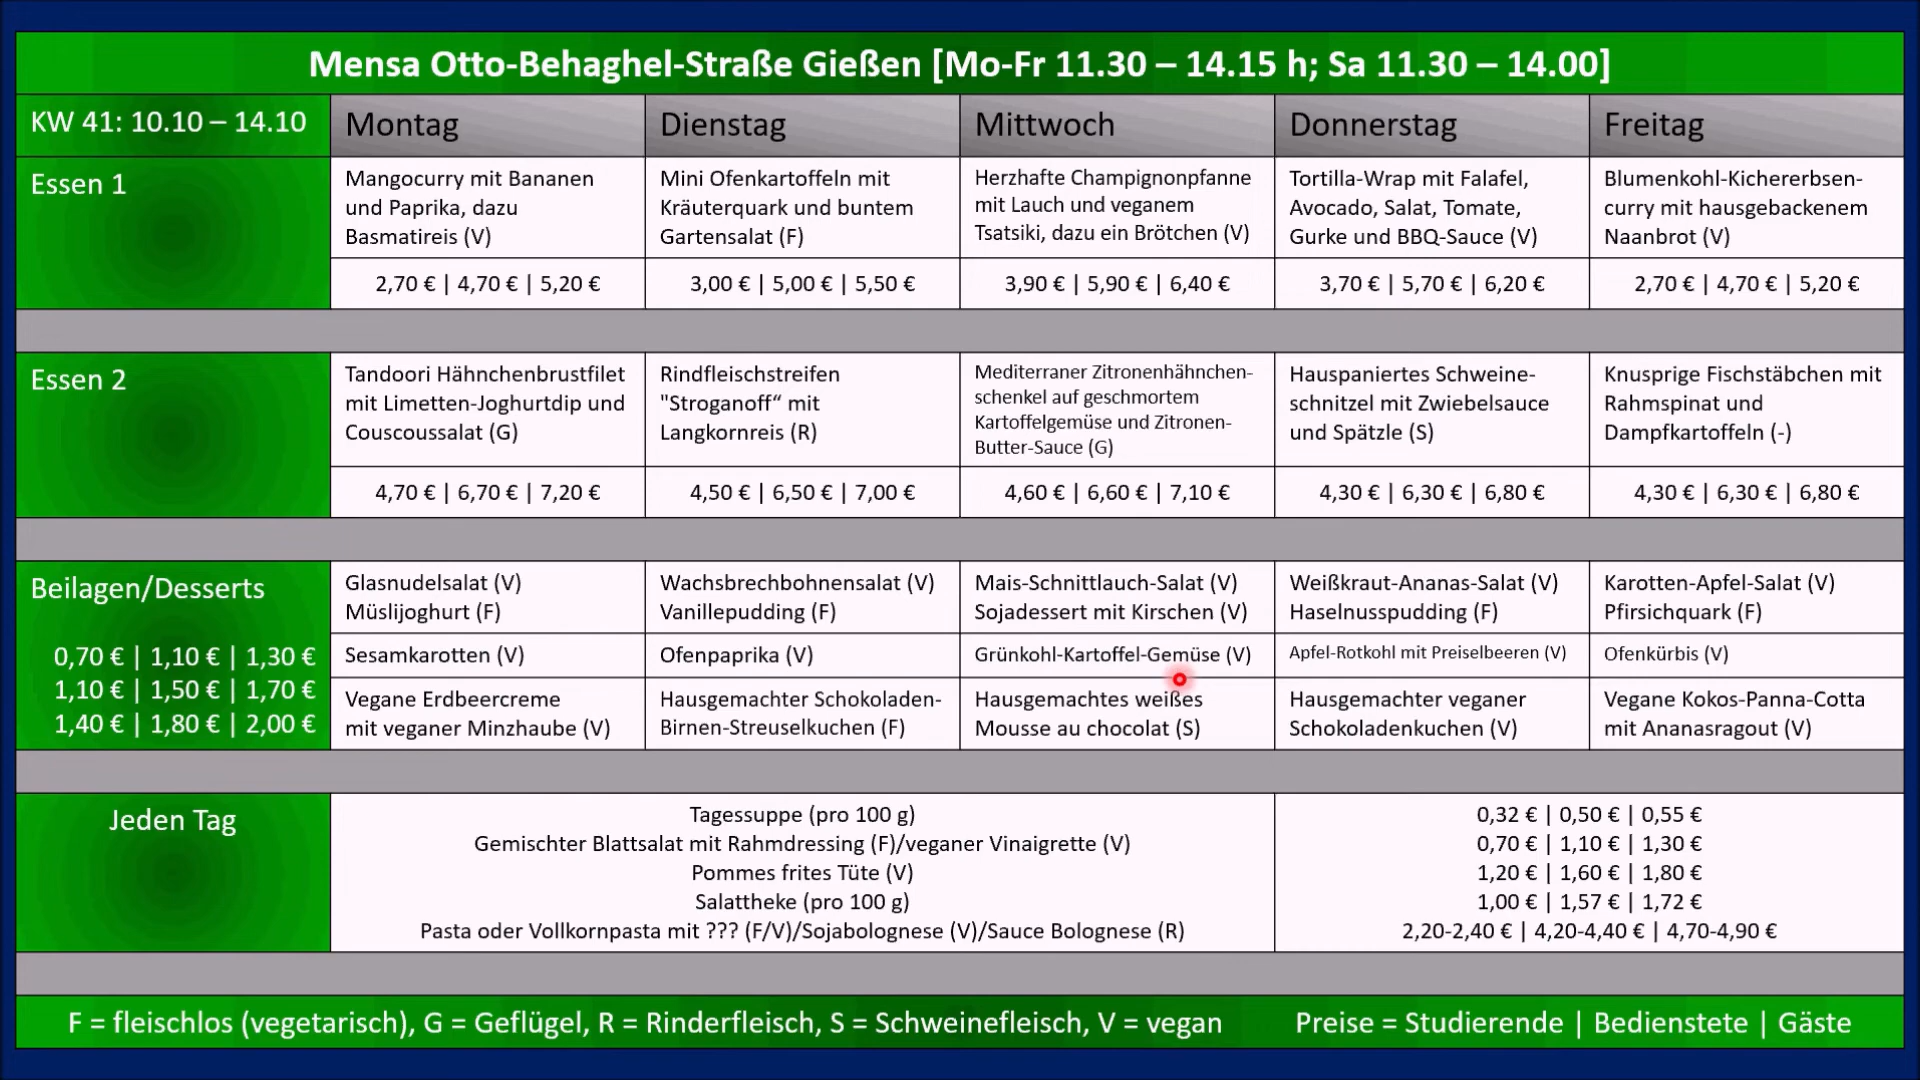 Mensa Otto-Behaghel-Straße Gießen [Mo-Fr 11.30 – 14.15 h; Sa 11.30 – 14.00]
KW 41: 10.10 – 14.10
Montag
Dienstag
Mittwoch
Donnerstag
Freitag
Essen 1
Mangocurry mit Bananen
und Paprika, dazu
Basmatireis (V)
Mini Ofenkartoffeln mit
Kräuterquark und buntem
Gartensalat (F)
Herzhafte Champignonpfanne
mit Lauch und veganem
Tsatsiki, dazu ein Brötchen (V)
Tortilla-Wrap mit Falafel,
Avocado, Salat, Tomate,
Gurke und BBQ-Sauce (V)
Blumenkohl-Kichererbsen-
curry mit hausgebackenem
Naanbrot (V)
2,70 € | 4,70 € | 5,20 €
3,00 € | 5,00 € | 5,50 €
3,90 € | 5,90 € | 6,40 €
3,70 € | 5,70 € | 6,20 €
2,70 € | 4,70 € | 5,20 €
Essen 2
Tandoori Hähnchenbrustfilet
mit Limetten-Joghurtdip und
Couscoussalat (G)
Rindfleischstreifen
"Stroganoff“ mit
Langkornreis (R)
Mediterraner Zitronenhähnchen-
schenkel auf geschmortem
Kartoffelgemüse und Zitronen-
Butter-Sauce (G)
Hauspaniertes Schweine-
schnitzel mit Zwiebelsauce
und Spätzle (S)
Knusprige Fischstäbchen mit
Rahmspinat und
Dampfkartoffeln (-)
4,70 € | 6,70 € | 7,20 €
4,50 € | 6,50 € | 7,00 €
4,60 € | 6,60 € | 7,10 €
4,30 € | 6,30 € | 6,80 €
4,30 € | 6,30 € | 6,80 €
Beilagen/Desserts
0,70 € | 1,10 € | 1,30 €
1,10 € | 1,50 € | 1,70 €
1,40 € | 1,80 € | 2,00 €
Glasnudelsalat (V)
Müslijoghurt (F)
Wachsbrechbohnensalat (V)
Vanillepudding (F)
Mais-Schnittlauch-Salat (V)
Sojadessert mit Kirschen (V)
Weißkraut-Ananas-Salat (V)
Haselnusspudding (F)
Karotten-Apfel-Salat (V)
Pfirsichquark (F)
Sesamkarotten (V)
Ofenpaprika (V)
Grünkohl-Kartoffel-Gemüse (V)
Apfel-Rotkohl mit Preiselbeeren (V)
Ofenkürbis (V)
Vegane Erdbeercreme
mit veganer Minzhaube (V)
Hausgemachter Schokoladen-
Birnen-Streuselkuchen (F)
Hausgemachtes weißes
Mousse au chocolat (S)
Hausgemachter veganer
Schokoladenkuchen (V)
Vegane Kokos-Panna-Cotta
mit Ananasragout (V)
Jeden Tag
Tagessuppe (pro 100 g)
Gemischter Blattsalat mit Rahmdressing (F)/veganer Vinaigrette (V)
Pommes frites Tüte (V)
Salattheke (pro 100 g)
Pasta oder Vollkornpasta mit ??? (F/V)/Sojabolognese (V)/Sauce Bolognese (R)
0,32 € | 0,50 € | 0,55 €
0,70 € | 1,10 € | 1,30 €
1,20 € | 1,60 € | 1,80 €
1,00 € | 1,57 € | 1,72 €
2,20-2,40 € | 4,20-4,40 € | 4,70-4,90 €
F = fleischlos (vegetarisch), G = Geflügel, R = Rinderfleisch, S = Schweinefleisch, V = vegan
Preise = Studierende | Bedienstete | Gäste